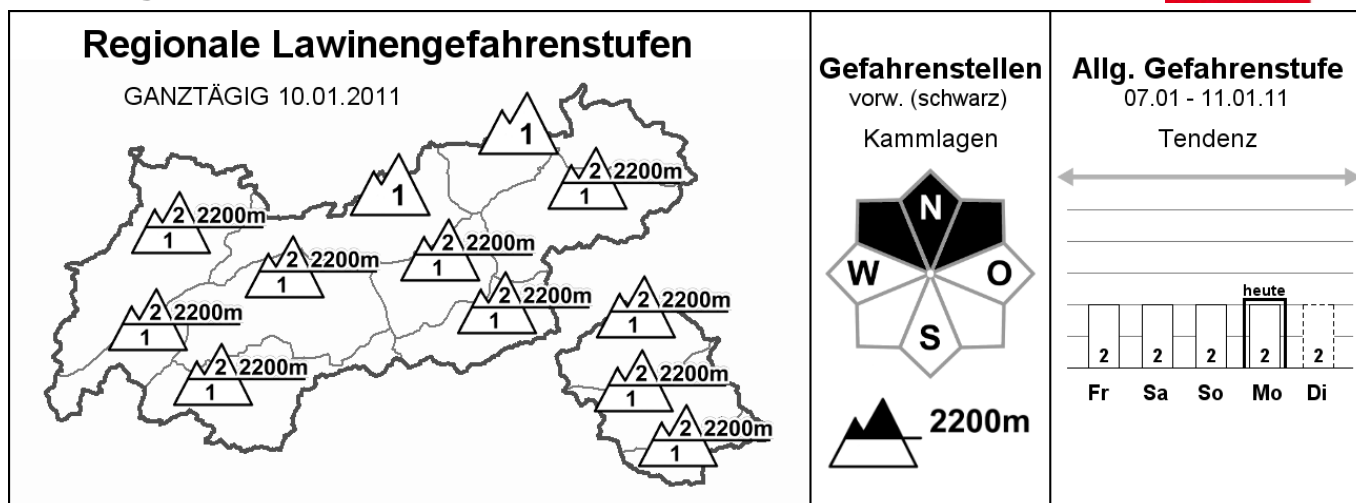 Regionale Lawinengefahrenstufen
GANZTÄGIG 10.01.2011
1
2 2200m
1
1
2 2200m
1
2 2200m
1
2 2200m
1
2 2200m
1
2 2200m
1
2 2200m
1
2 2200m
1
2 2200m
1
2 2200m
1
Gefahrenstellen
vorw. (schwarz)
Kammlagen
N
W O
S
2200m
Allg. Gefahrenstufe
07.01 - 11.01.11
Tendenz
heute
2 2 2 2 2
Fr Sa So Mo Di